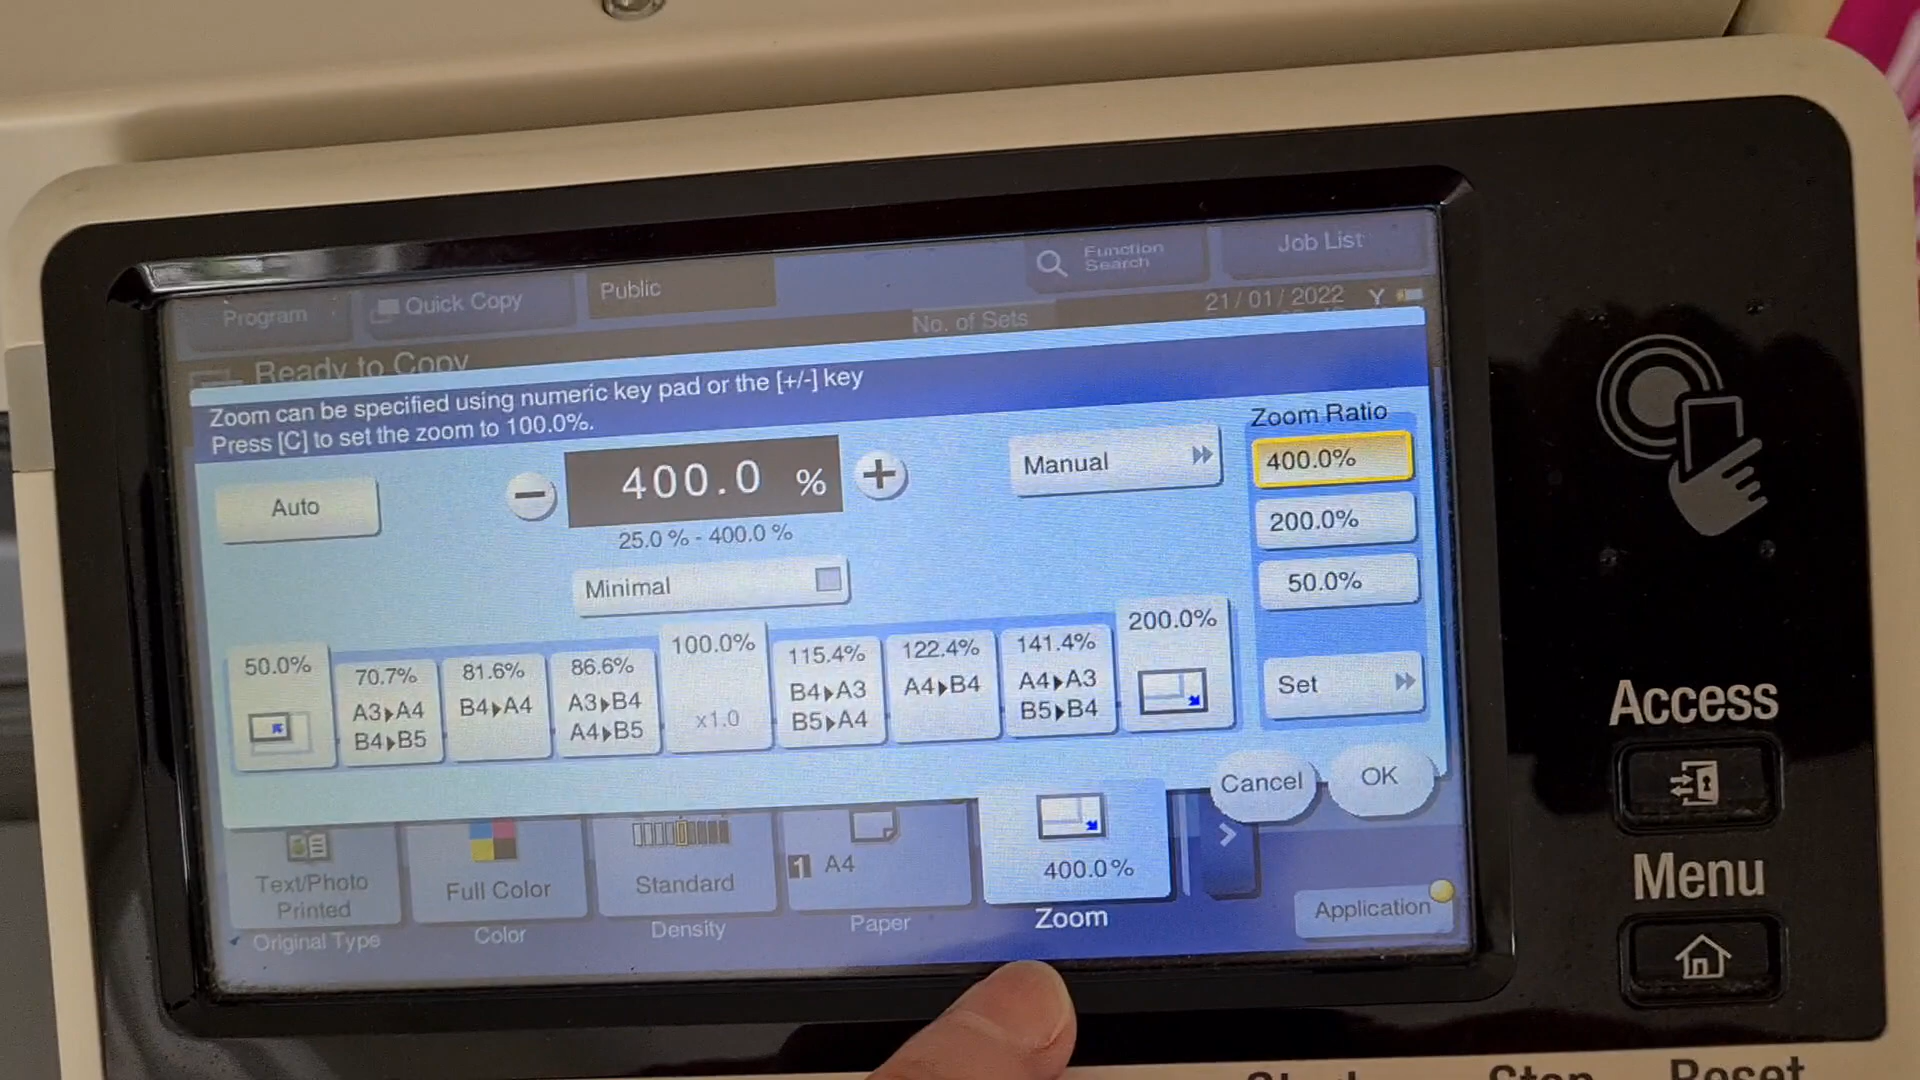 Program
Quick Copy
Public
Function
Search
Job List
No. of Sets
21/01/2022 Y
Ready to Copy
Zoom can be specified using numeric key pad or the [+/-] key
Press [C] to set the zoom to 100.0%.
Auto
400.0 %
25.0 % - 400.0 %
Minimal
Manual
Zoom Ratio
400.0%
200.0%
50.0%
Set
50.0%
70.7%
A3▸A4
B4▸B5
81.6%
B4▸A4
86.6%
A3▸B4
A4▸B5
100.0%
x1.0
115.4%
B4▸A3
B5▸A4
122.4%
A4▸B4
141.4%
A4▸A3
B5▸B4
200.0%
Cancel
OK
Text/Photo
Printed
Original Type
Full Color
Color
Standard
Density
1 A4
Paper
400.0%
Zoom
Application
Access
Menu
Stop
Reset